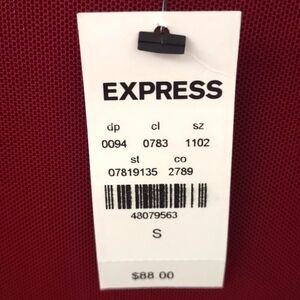 EXPRESS
dp cl sz
0094 0783 1102
st co
07819135 2789
48079563
S
$88.00